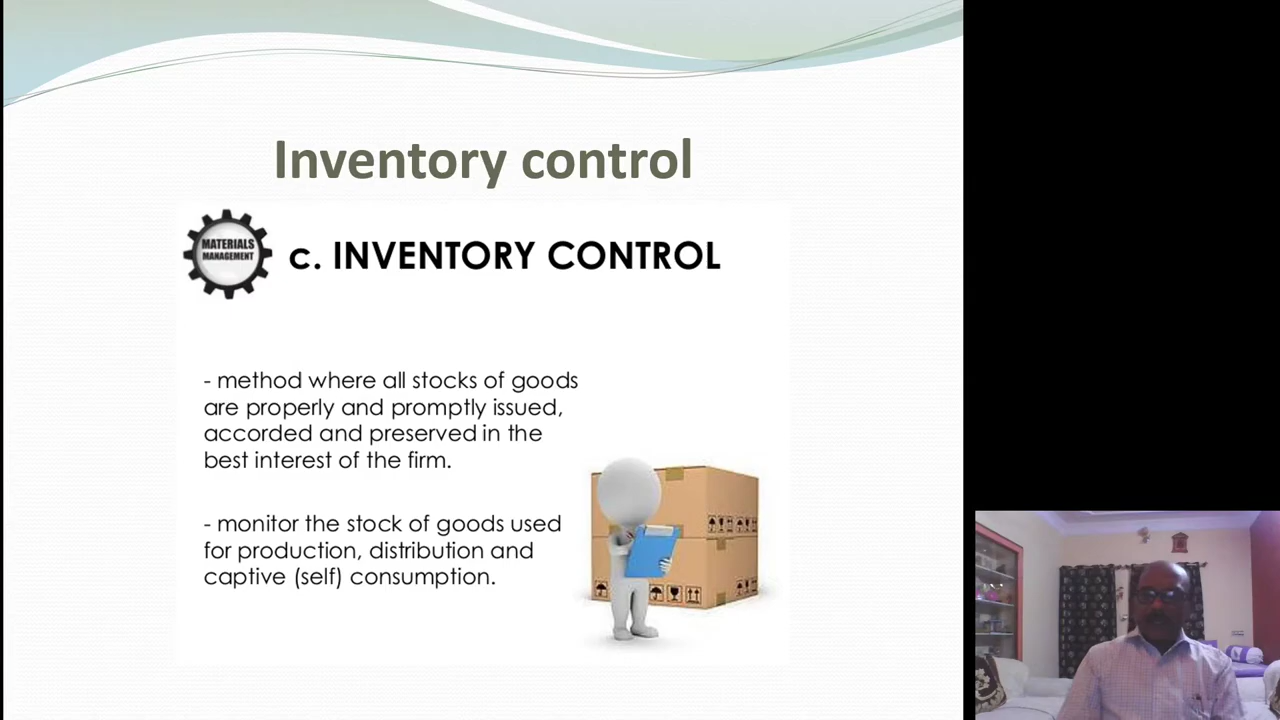 Inventory control
MATERIALS
MANAGEMENT
c. INVENTORY CONTROL
- method where all stocks of goods
are properly and promptly issued,
accorded and preserved in the
best interest of the firm.
- monitor the stock of goods used
for production, distribution and
captive (self) consumption.